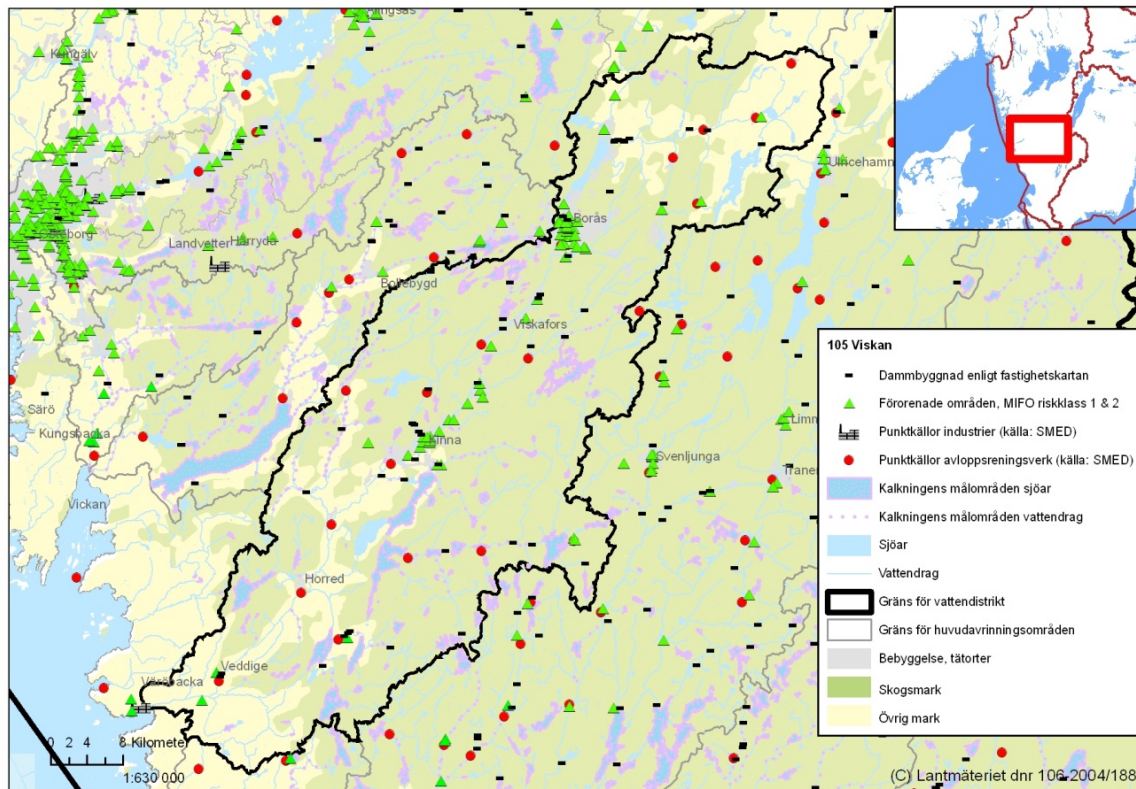 Kungälv
Ulricehamn
Borås
Landvetter
Härryda
Bollebygd
Viskafors
Särö
Kungsbacka
Kinna
Svenljunga
Vickan
Horred
Veddige
Väröbacka
0 2 4 8 Kilometer
1:630 000
105 Viskan
Dammbyggnad enligt fastighetskartan
Förorenade områden, MIFO riskklass 1 & 2
Punktkällor industrier (källa: SMED)
Punktkällor avloppsreningsverk (källa: SMED)
Kalkningens målområden sjöar
Kalkningens målområden vattendrag
Sjöar
Vattendrag
Gräns för vattendistrikt
Gräns för huvudavrinningsområden
Bebyggelse, tätorter
Skogsmark
Övrig mark
(C) Lantmäteriet dnr 106-2004/188